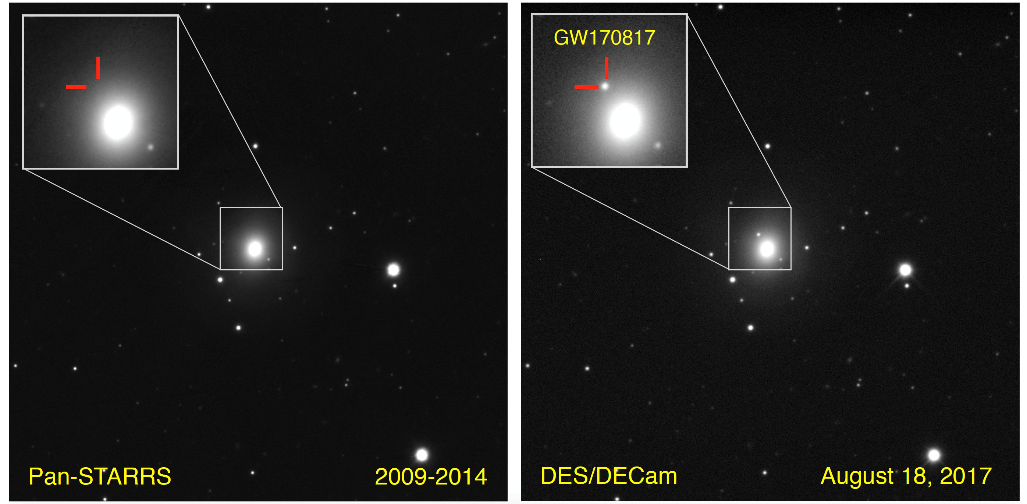 Pan-STARRS
2009-2014
GW170817
DES/DECam
August 18, 2017